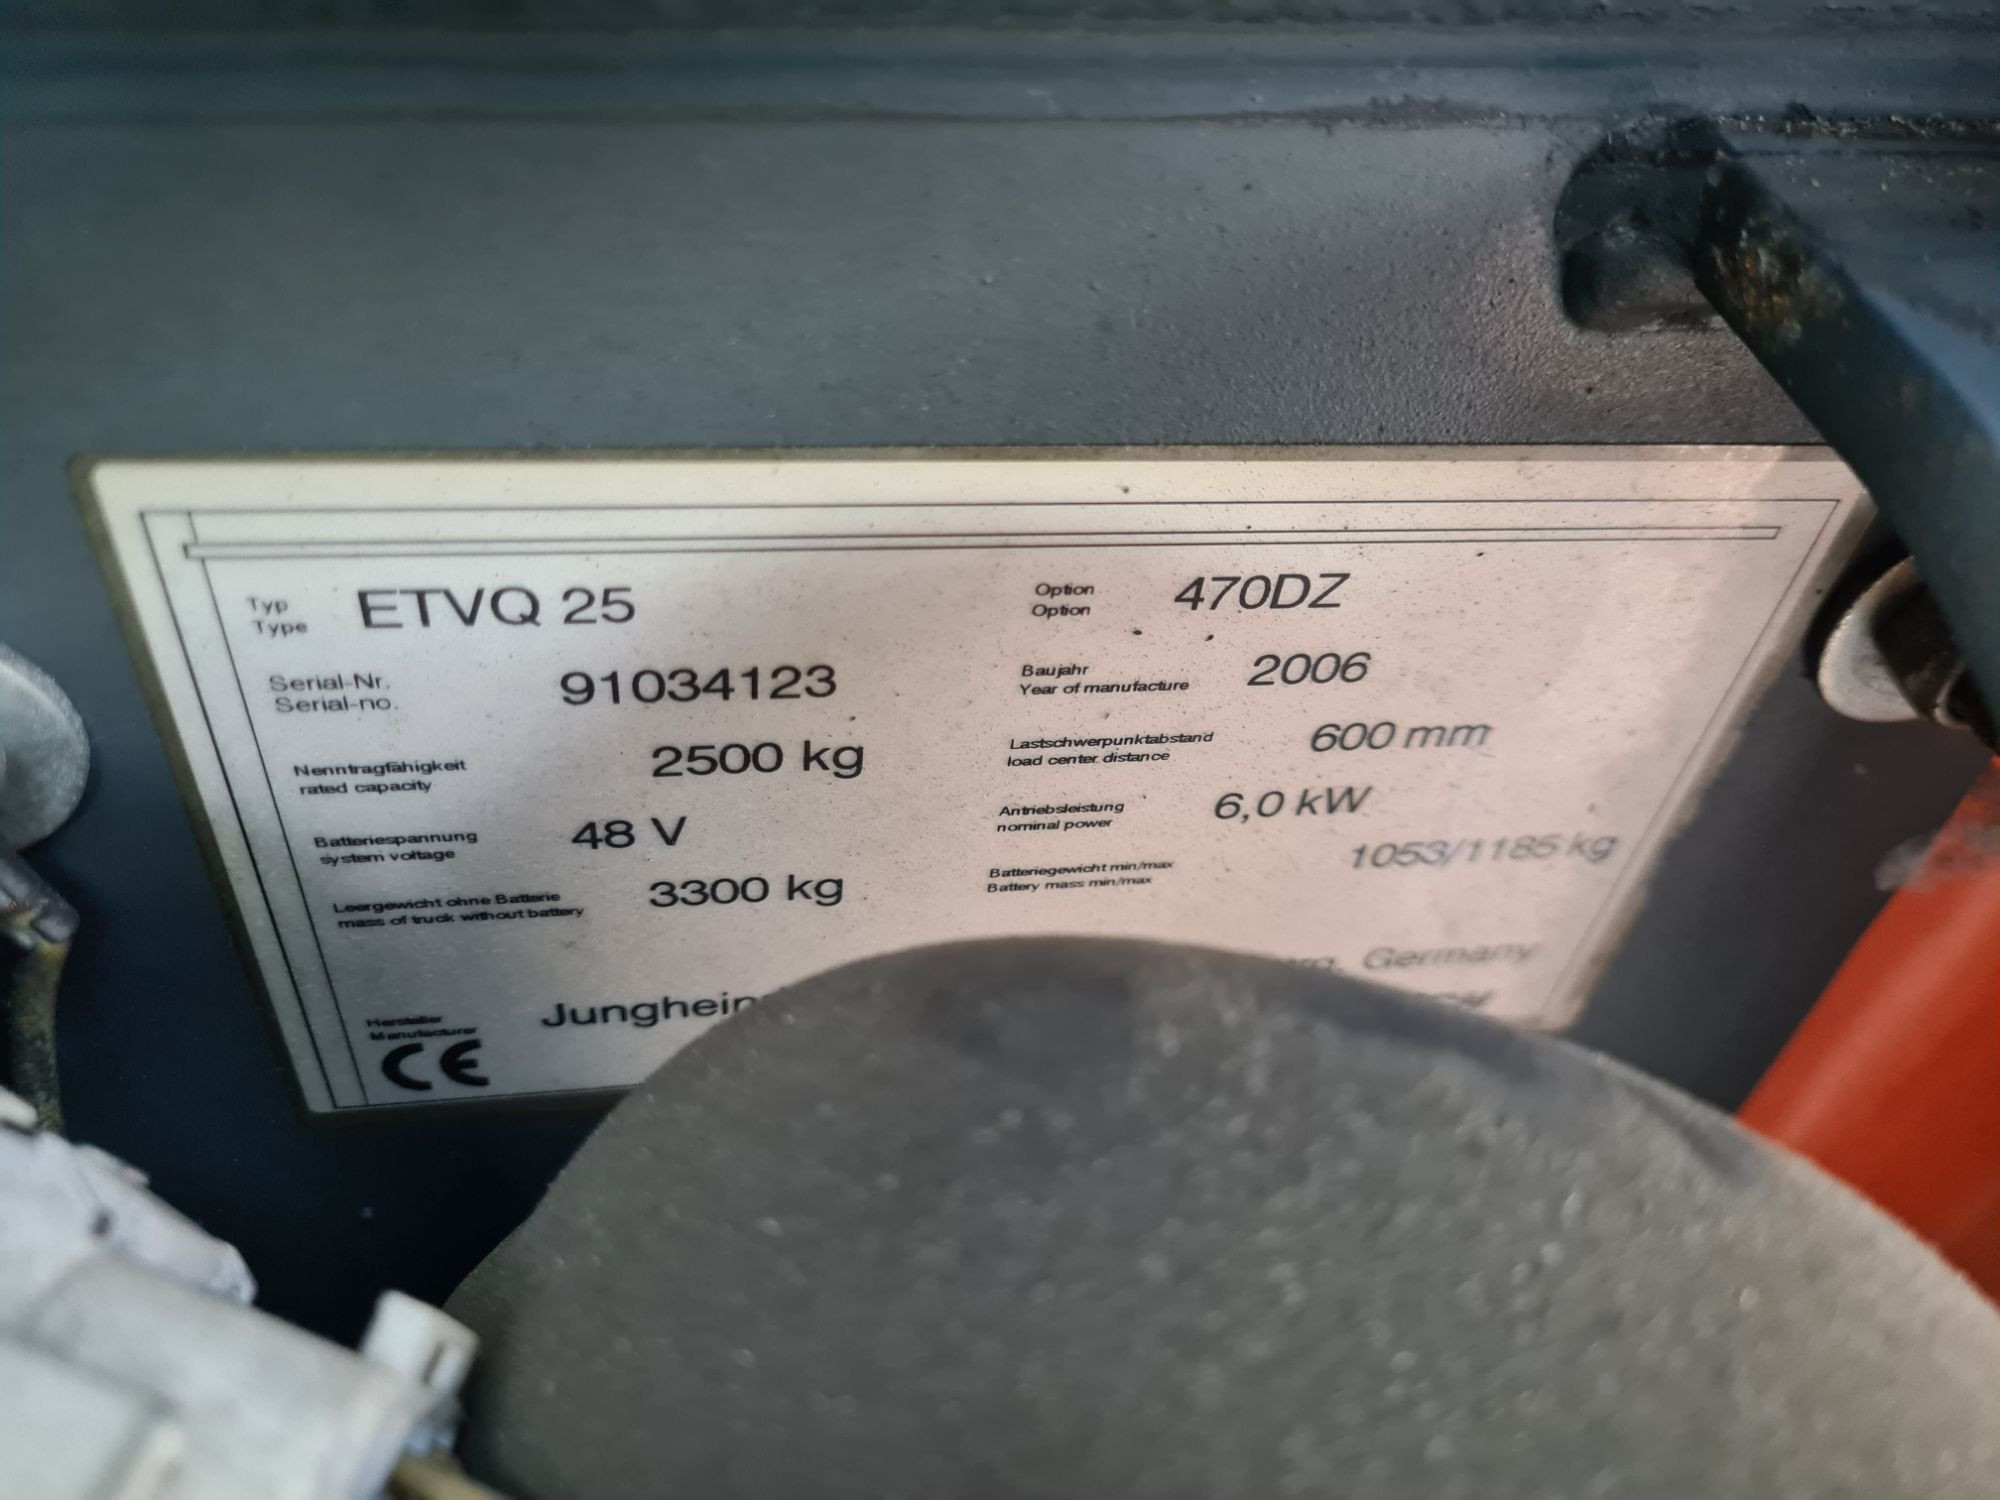 Typ
Type
ETVQ 25
Option
Option
470DZ
Serial-Nr.
Serial-no.
91034123
Baujahr
Year of manufacture
2006
Nenntragfähigkeit
rated capacity
2500 kg
Lastschwerpunktabstand
load center distance
600 mm
Batteriespannung
system voltage
48 V
Antriebsleistung
nominal power
6,0 kW
Leergewicht ohne Batterie
mass of truck without battery
3300 kg
Batteriegewicht min/max
Battery mass min/max
1053/1185 kg
Hersteller
Manufacturer
Junghein
Germany
CE